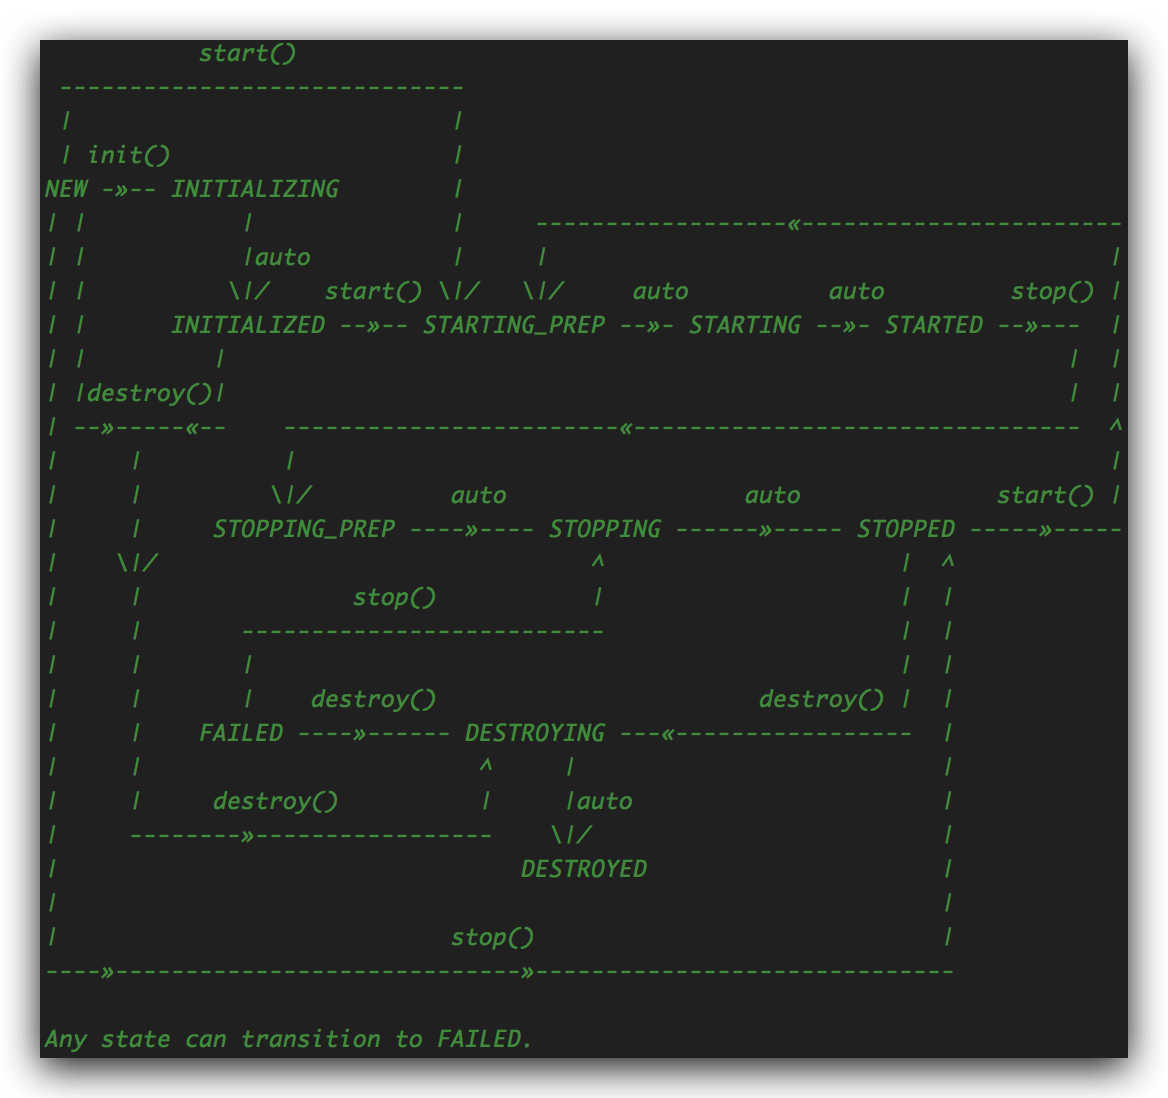 start()
  -----------------------------
  |                           |
  | init()                    |
 NEW -»-- INITIALIZING        |
 | |           |              |     ------------------«-----------------------
 | |           |auto          |     |                                        |
 | |          \|/    start() \|/   \|/     auto          auto         stop() |
 | |      INITIALIZED --»-- STARTING_PREP --»- STARTING --»- STARTED --»---  |
 | |         |                                                            |  |
 | |destroy()|                                                            |  |
 | --»-----«--    ------------------------«--------------------------------  ^
 |     |          |                                                          |
 |     |         \|/          auto                 auto              start() |
 |     |     STOPPING_PREP ----»---- STOPPING ------»----- STOPPED -----»-----
 |    \|/                               ^                     |  ^
 |     |               stop()           |                     |  |
 |     |       --------------------------                     |  |
 |     |       |                                              |  |
 |     |       |    destroy()                       destroy() |  |
 |     |    FAILED ----»------ DESTROYING ---«-----------------  |
 |     |                        ^     |                          |
 |     |     destroy()          |     |auto                      |
 |     --------»-----------------    \|/                         |
 |                                 DESTROYED                     |
 |                                                               |
 |                            stop()                             |
 ----»-----------------------------»------------------------------
Any state can transition to FAILED.